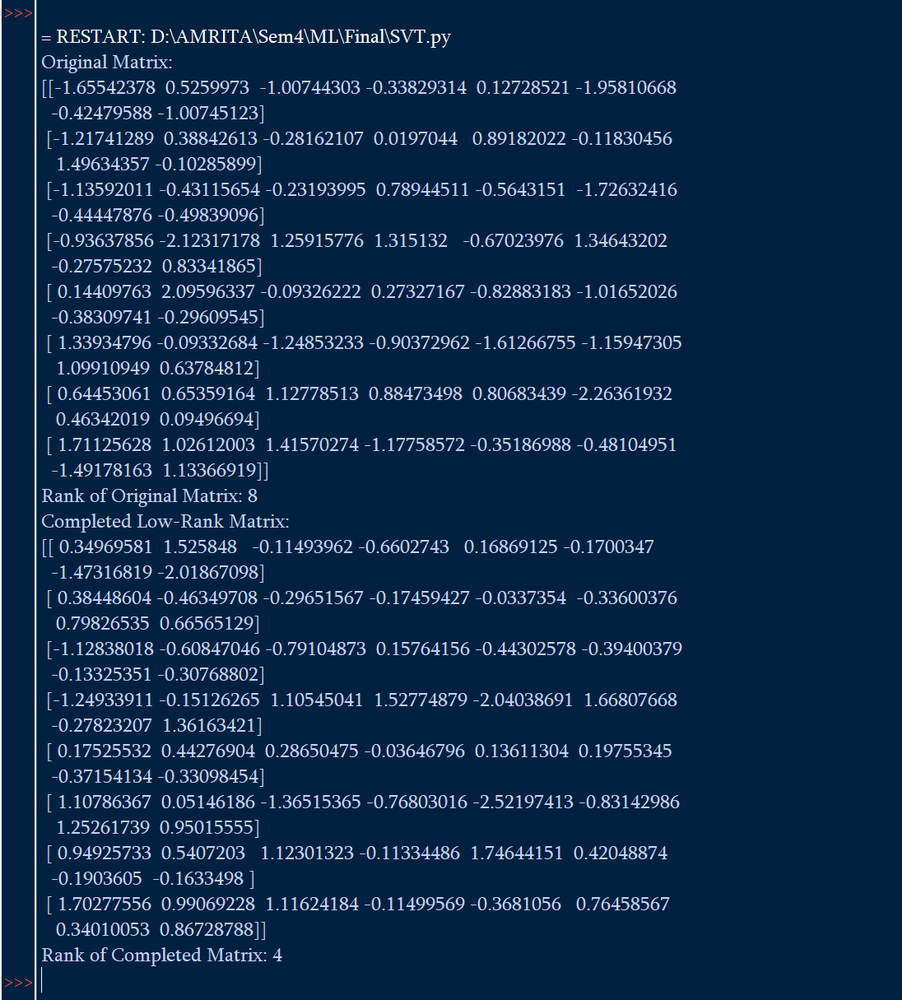 >>>
= RESTART: D:\AMRITA\Sem4\ML\Final\SVT.py
Original Matrix:
[[-1.65542378  0.5259973  -1.00744303 -0.33829314  0.12728521 -1.95810668
  -0.42479588 -1.00745123]
 [-1.21741289  0.38842613 -0.28162107  0.0197044   0.89182022 -0.11830456
   1.49634357 -0.10285899]
 [-1.13592011 -0.43115654 -0.23193995  0.78944511 -0.5643151  -1.72632416
  -0.44447876 -0.49839096]
 [-0.93637856 -2.12317178  1.25915776  1.315132   -0.67023976  1.34643202
  -0.27575232  0.83341865]
 [ 0.14409763  2.09596337 -0.09326222  0.27327167 -0.82883183 -1.01652026
  -0.38309741 -0.29609545]
 [ 1.33934796 -0.09332684 -1.24853233 -0.90372962 -1.61266755 -1.15947305
   1.09910949  0.63784812]
 [ 0.64453061  0.65359164  1.12778513  0.88473498  0.80683439 -2.26361932
   0.46342019  0.09496694]
 [ 1.71125628  1.02612003  1.41570274 -1.17758572 -0.35186988 -0.48104951
  -1.49178163  1.13366919]]
Rank of Original Matrix: 8
Completed Low-Rank Matrix:
[[ 0.34969581  1.525848   -0.11493962 -0.6602743   0.16869125 -0.1700347
  -1.47316819 -2.01867098]
 [ 0.38448604 -0.46349708 -0.29651567 -0.17459427 -0.0337354  -0.33600376
   0.79826535  0.66565129]
 [-1.12838018 -0.60847046 -0.79104873  0.15764156 -0.44302578 -0.39400379
  -0.13325351 -0.30768802]
 [-1.24933911 -0.15126265  1.10545041  1.52774879 -2.04038691  1.66807668
  -0.27823207  1.36163421]
 [ 0.17525532  0.44276904  0.28650475 -0.03646796  0.13611304  0.19755345
  -0.37154134 -0.33098454]
 [ 1.10786367  0.05146186 -1.36515365 -0.76803016 -2.52197413 -0.83142986
   1.25261739  0.95015555]
 [ 0.94925733  0.5407203   1.12301323 -0.11334486  1.74644151  0.42048874
  -0.1903605  -0.1633498 ]
 [ 1.70277556  0.99069228  1.11624184 -0.11499569 -0.3681056   0.76458567
   0.34010053  0.86728788]]
Rank of Completed Matrix: 4
>>>